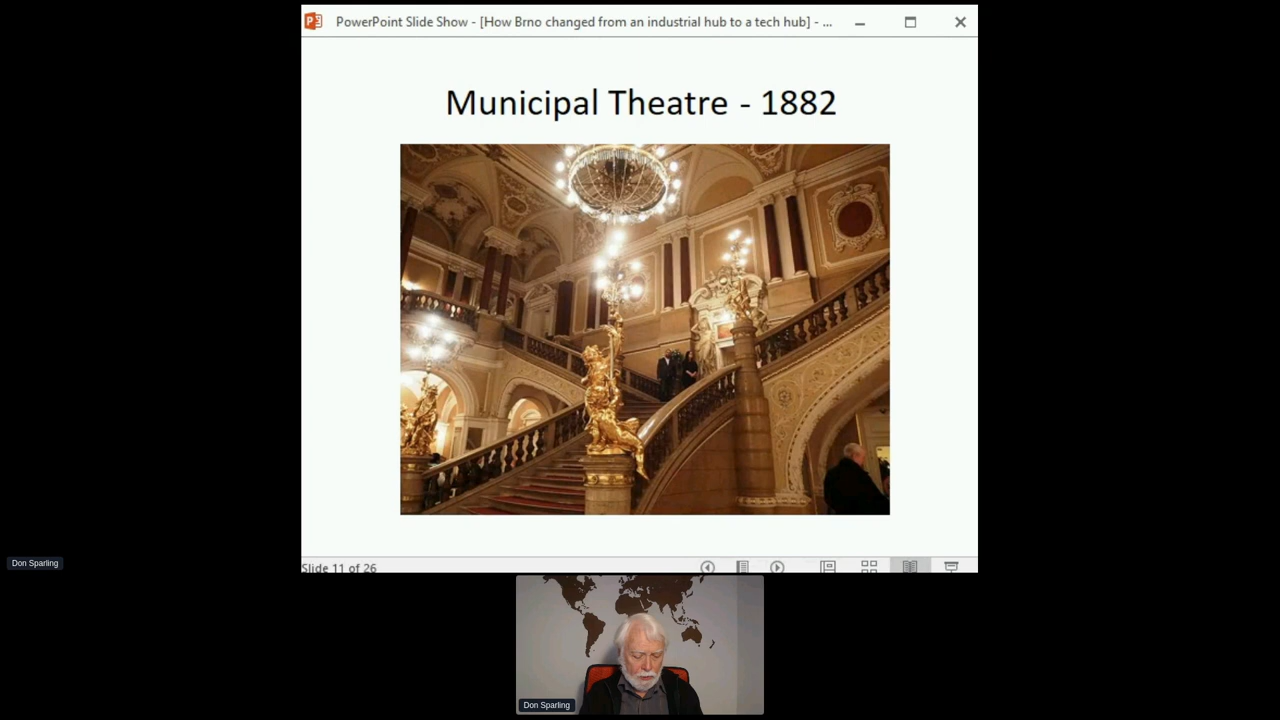 PowerPoint Slide Show - [How Brno changed from an industrial hub to a tech hub] - ...
Municipal Theatre - 1882
Slide 11 of 26
Don Sparling
Don Sparling